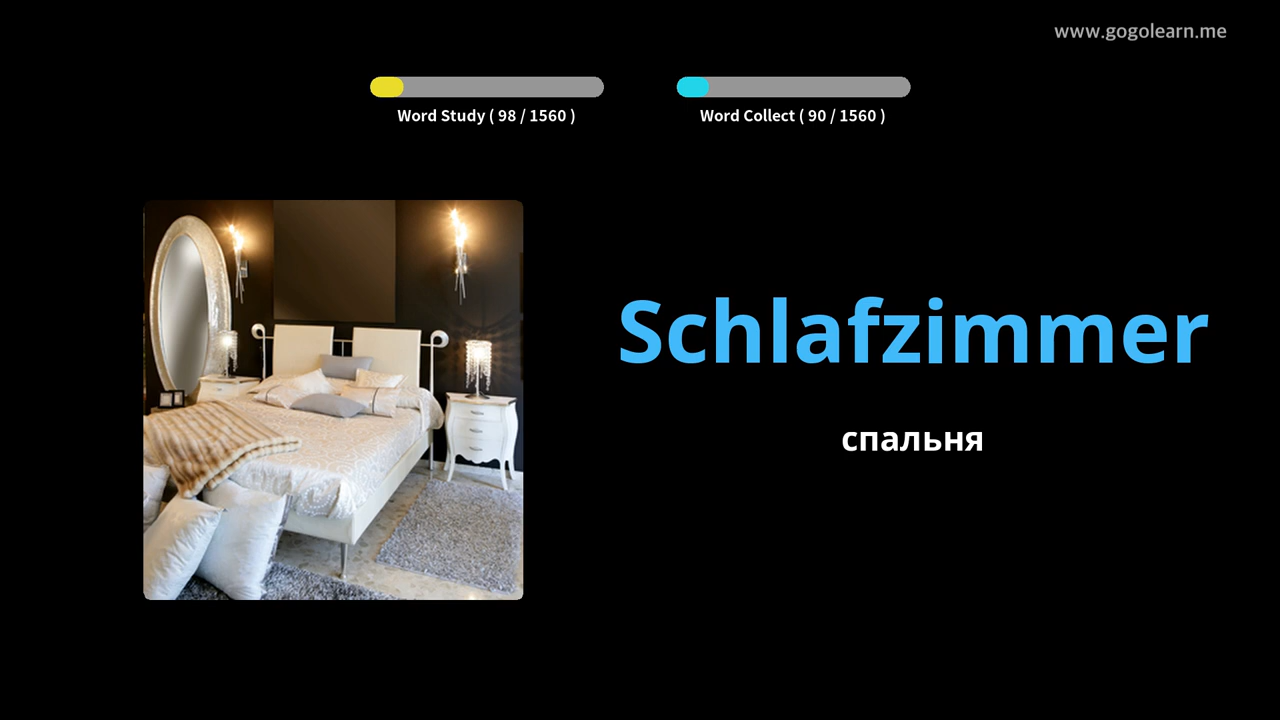 www.gogolearn.me
Word Study ( 98 / 1560 )
Word Collect ( 90 / 1560 )
Schlafzimmer
спальня